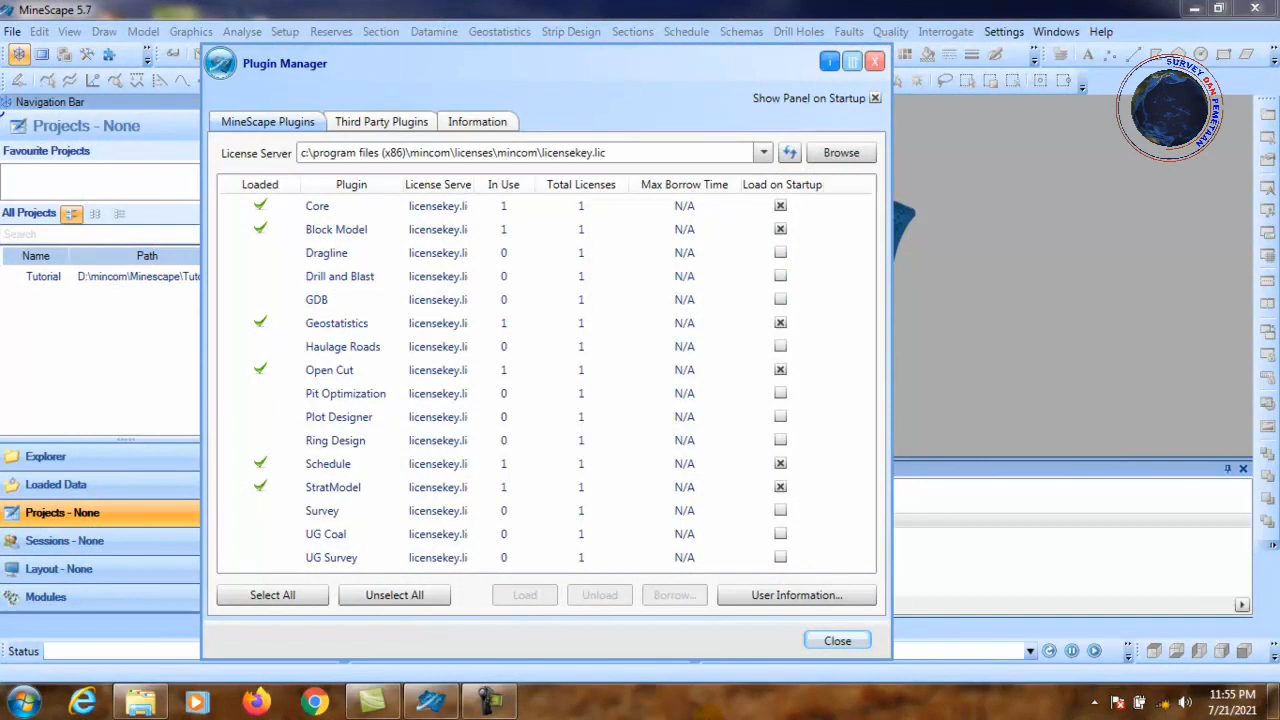 MineScape 5.7
File Edit View Draw Model Graphics Analyse Setup Reserves Section Datamine Geostatistics Strip Design Sections Schedule Schemas Drill Holes Faults Quality Interrogate Settings Windows Help
Navigation Bar
Projects - None
Favourite Projects
All Projects
Search
Name Path
Tutorial D:\mincom\Minescape\Tuto
Explorer
Loaded Data
Projects - None
Sessions - None
Layout - None
Modules
Plugin Manager
Show Panel on Startup
MineScape Plugins Third Party Plugins Information
License Server c:\program files (x86)\mincom\licenses\mincom\licensekey.lic Browse
Loaded Plugin License Serve In Use Total Licenses Max Borrow Time Load on Startup
Core licensekey.li 1 1 N/A
Block Model licensekey.li 1 1 N/A
Dragline licensekey.li 0 1 N/A
Drill and Blast licensekey.li 0 1 N/A
GDB licensekey.li 0 1 N/A
Geostatistics licensekey.li 1 1 N/A
Haulage Roads licensekey.li 0 1 N/A
Open Cut licensekey.li 1 1 N/A
Pit Optimization licensekey.li 0 1 N/A
Plot Designer licensekey.li 0 1 N/A
Ring Design licensekey.li 0 1 N/A
Schedule licensekey.li 1 1 N/A
StratModel licensekey.li 1 1 N/A
Survey licensekey.li 0 1 N/A
UG Coal licensekey.li 0 1 N/A
UG Survey licensekey.li 0 1 N/A
Select All Unselect All Load Unload Borrow... User Information...
Close
SURVEY DAN PEMETAAN
Status
11:55 PM
7/21/2021